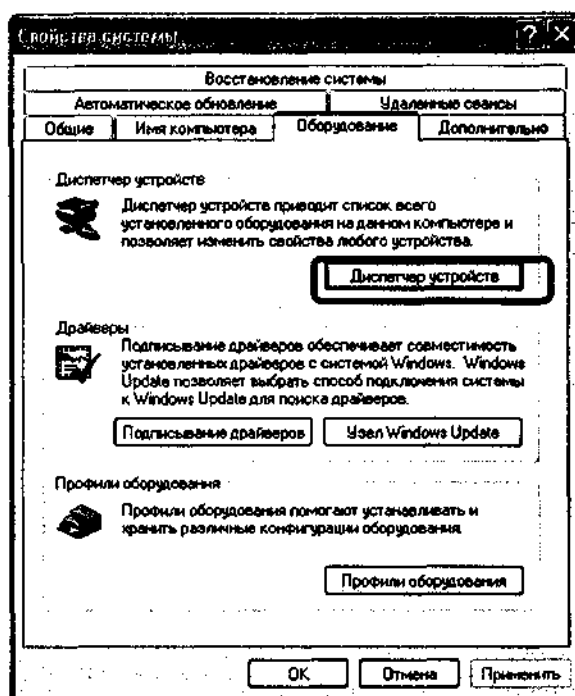 Свойства системы
Восстановление системы
Автоматическое обновление
Удаленные сеансы
Общие
Имя компьютера
Оборудование
Дополнительно
Диспетчер устройств
Диспетчер устройств приводит список всего
установленного оборудования на данном компьютере и
позволяет изменить свойства любого устройства.
Диспетчер устройств
Драйверы
Подписывание драйверов обеспечивает совместимость
установленных драйверов с системой Windows. Windows
Update позволяет выбрать способ подключения системы
к Windows Update для поиска драйверов.
Подписывание драйверов
Узел Windows Update
Профили оборудования
Профили оборудования помогают устанавливать и
хранить различные конфигурации оборудования.
Профили оборудования
OK
Отмена
Применить